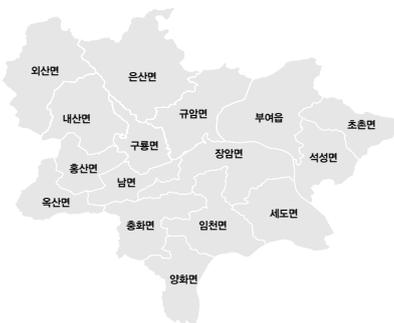 외산면
은산면
내산면
규암면
부여읍
초촌면
구룡면
장암면
석성면
홍산면
남면
옥산면
충화면
임천면
세도면
양화면